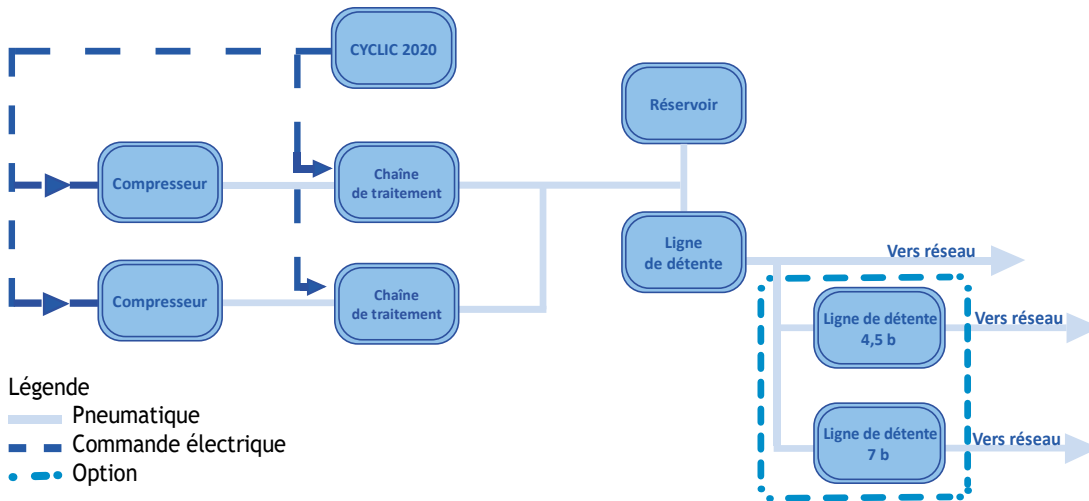 CYCLIC 2020
Réservoir
Compresseur
Chaîne
de traitement
Ligne
de détente
Vers réseau
Compresseur
Chaîne
de traitement
Ligne de détente
4,5 b
Vers réseau
Légende
Pneumatique
Commande électrique
Option
Ligne de détente
7 b
Vers réseau